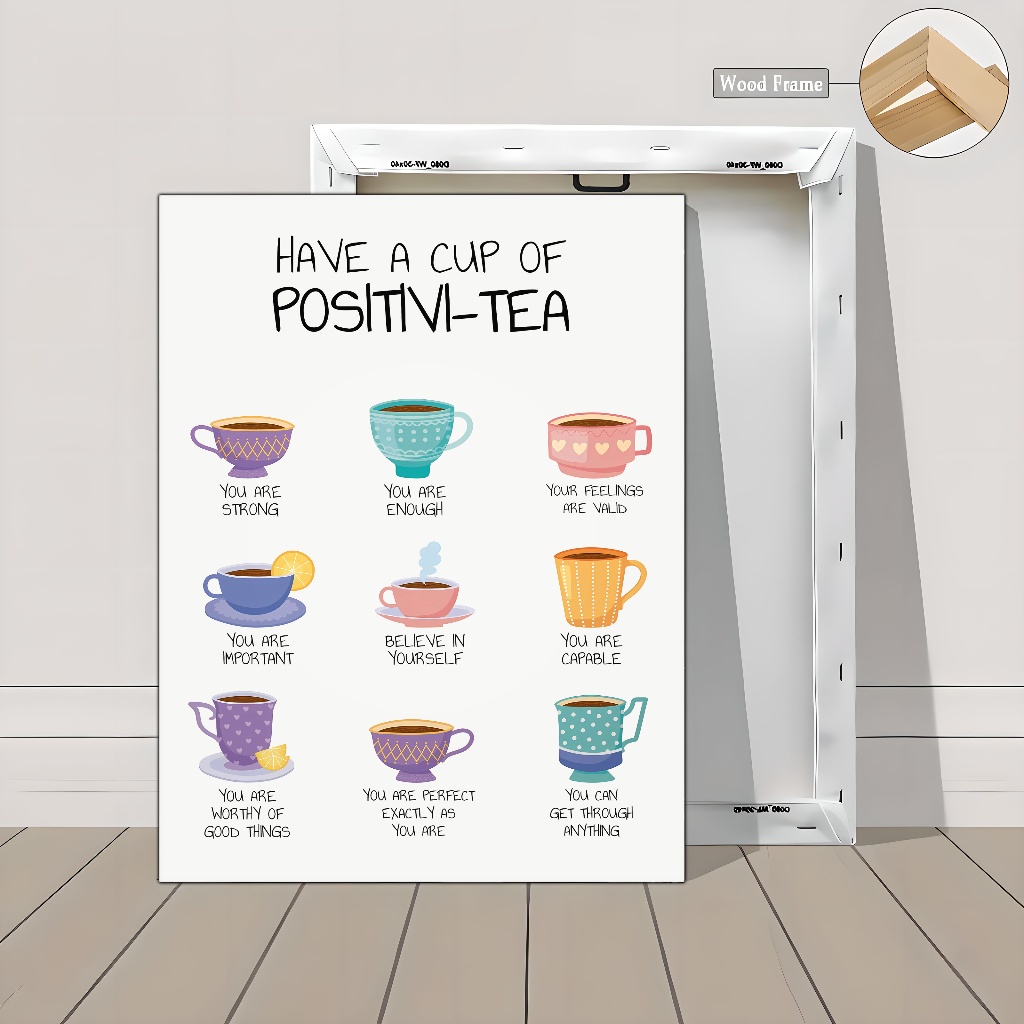 Wood Frame
HAVE A CUP OF
POSITIVI-TEA
YOU ARE
STRONG
YOU ARE
ENOUGH
YOUR FEELINGS
ARE VALID
YOU ARE
IMPORTANT
BELIEVE IN
YOURSELF
YOU ARE
CAPABLE
YOU ARE
WORTHY OF
GOOD THINGS
YOU ARE PERFECT
EXACTLY AS
YOU ARE
YOU CAN
GET THROUGH
ANYTHING